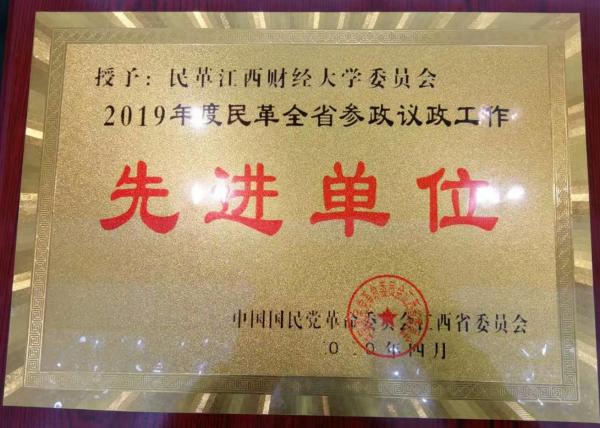 授予：民革江西财经大学委员会
2019年度民革全省参政议政工作
先进单位
中国国民党革命委员会江西省委员会
年四月